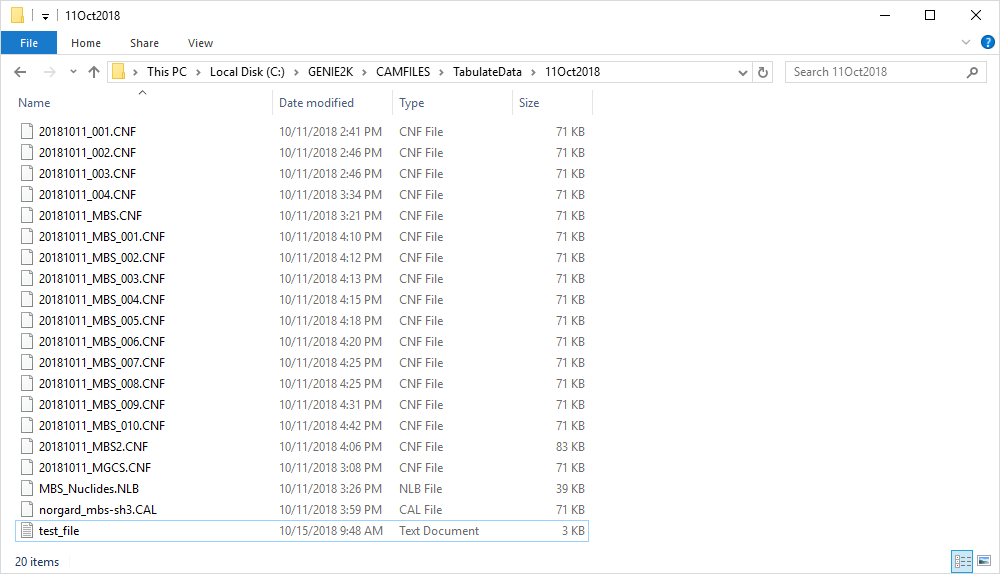 11Oct2018
File Home Share View
This PC Local Disk (C:) GENIE2K CAMFILES TabulateData 11Oct2018 Search 11Oct2018
Name Date modified Type Size
20181011_001.CNF 10/11/2018 2:41 PM CNF File 71 KB
20181011_002.CNF 10/11/2018 2:46 PM CNF File 71 KB
20181011_003.CNF 10/11/2018 2:46 PM CNF File 71 KB
20181011_004.CNF 10/11/2018 3:34 PM CNF File 71 KB
20181011_MBS.CNF 10/11/2018 3:21 PM CNF File 71 KB
20181011_MBS_001.CNF 10/11/2018 4:10 PM CNF File 71 KB
20181011_MBS_002.CNF 10/11/2018 4:12 PM CNF File 71 KB
20181011_MBS_003.CNF 10/11/2018 4:13 PM CNF File 71 KB
20181011_MBS_004.CNF 10/11/2018 4:15 PM CNF File 71 KB
20181011_MBS_005.CNF 10/11/2018 4:18 PM CNF File 71 KB
20181011_MBS_006.CNF 10/11/2018 4:20 PM CNF File 71 KB
20181011_MBS_007.CNF 10/11/2018 4:25 PM CNF File 71 KB
20181011_MBS_008.CNF 10/11/2018 4:25 PM CNF File 71 KB
20181011_MBS_009.CNF 10/11/2018 4:31 PM CNF File 71 KB
20181011_MBS_010.CNF 10/11/2018 4:42 PM CNF File 71 KB
20181011_MBS2.CNF 10/11/2018 4:06 PM CNF File 83 KB
20181011_MGCS.CNF 10/11/2018 3:08 PM CNF File 71 KB
MBS_Nuclides.NLB 10/11/2018 3:26 PM NLB File 39 KB
norgard_mbs-sh3.CAL 10/11/2018 3:59 PM CAL File 71 KB
test_file 10/15/2018 9:48 AM Text Document 3 KB
20 items